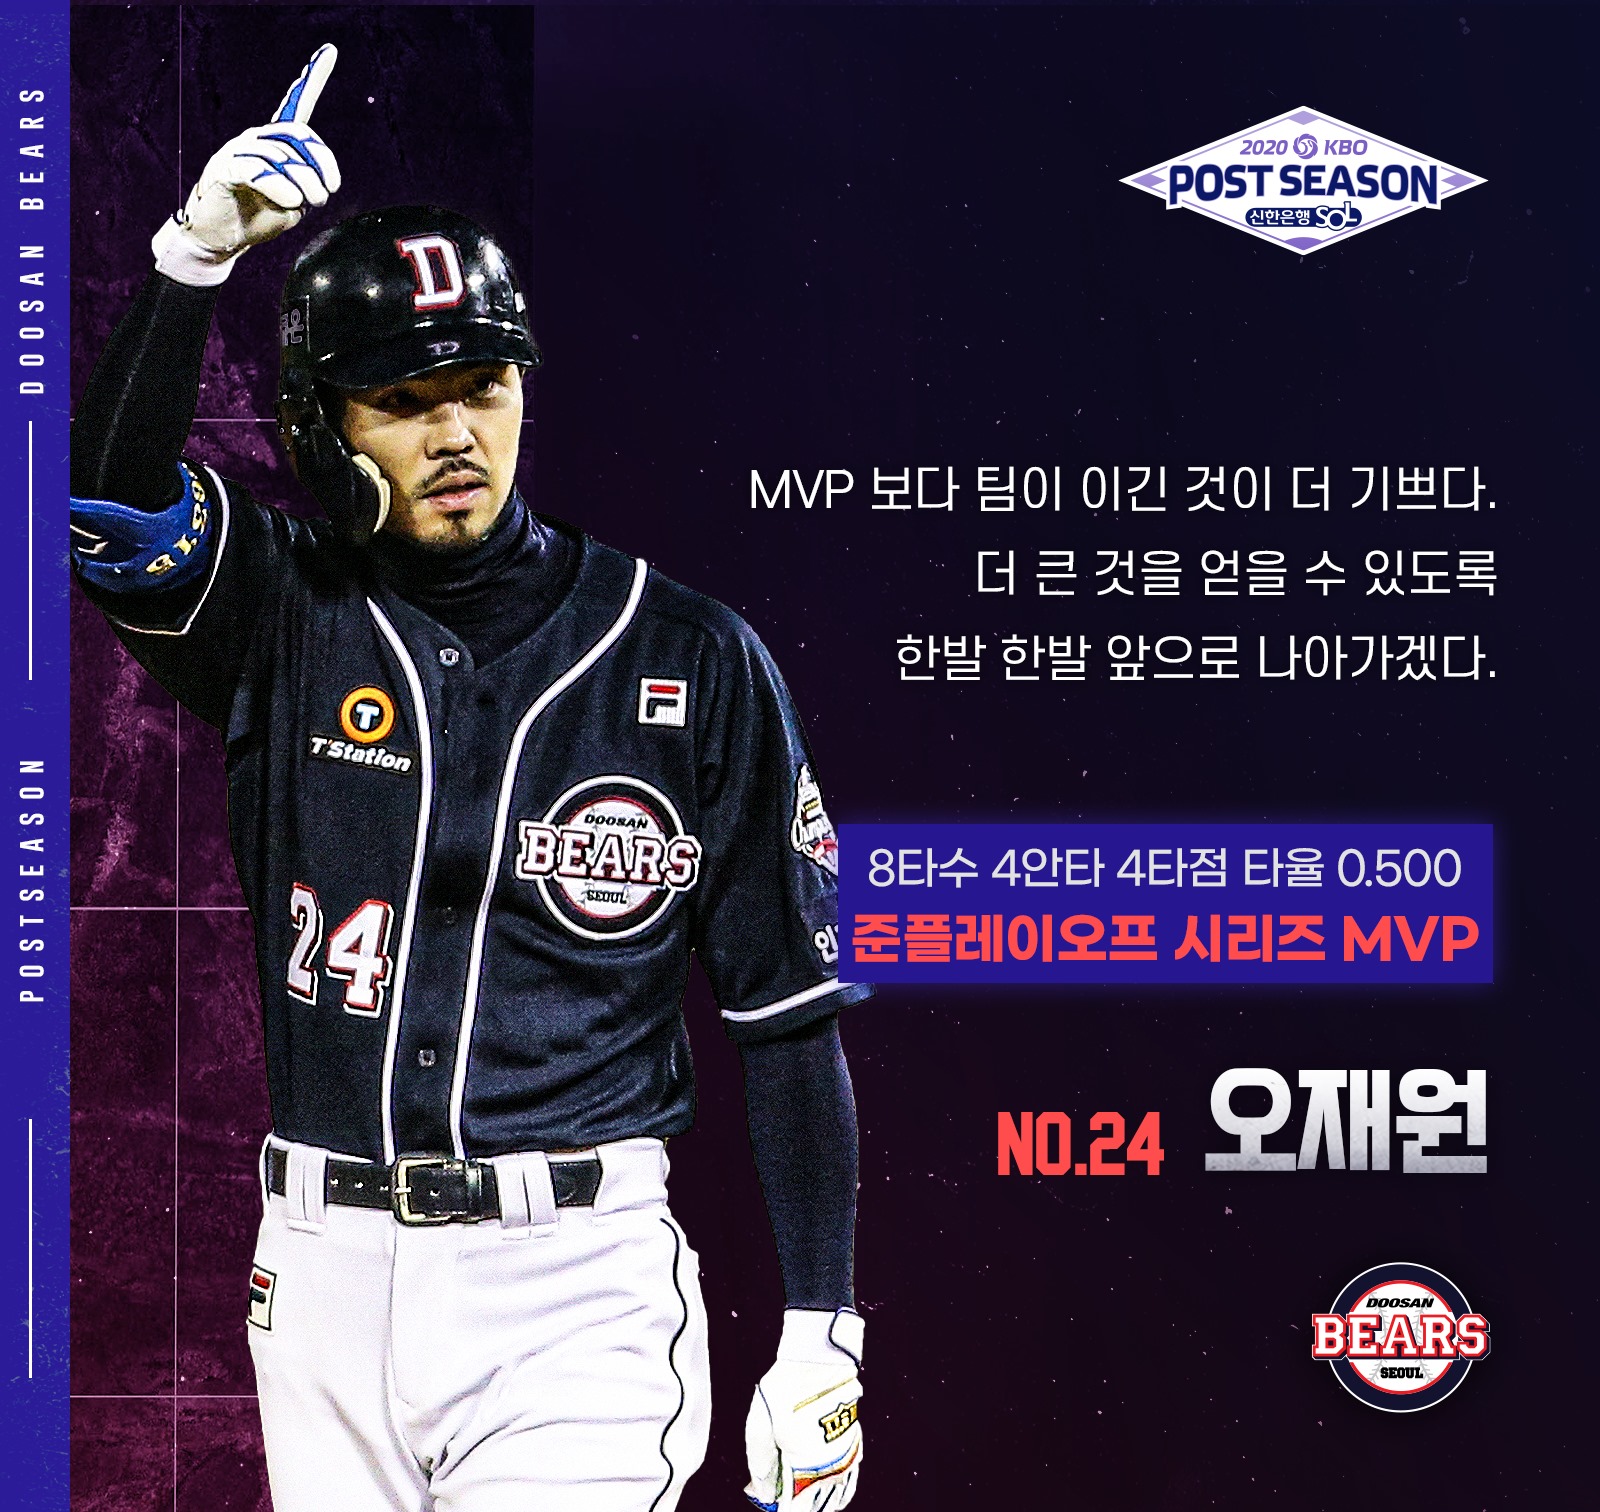 DOOSAN BEARS
POSTSEASON
2020 KBO
POST SEASON
신한은행 SOL
D
MVP 보다 팀이 이긴 것이 더 기쁘다.
더 큰 것을 얻을 수 있도록
한발 한발 앞으로 나아가겠다.
T'Station
F
DOOSAN
BEARS
SEOUL
24
8타수 4안타 4타점 타율 0.500
준플레이오프 시리즈 MVP
NO.24 오재원
DOOSAN
BEARS
SEOUL